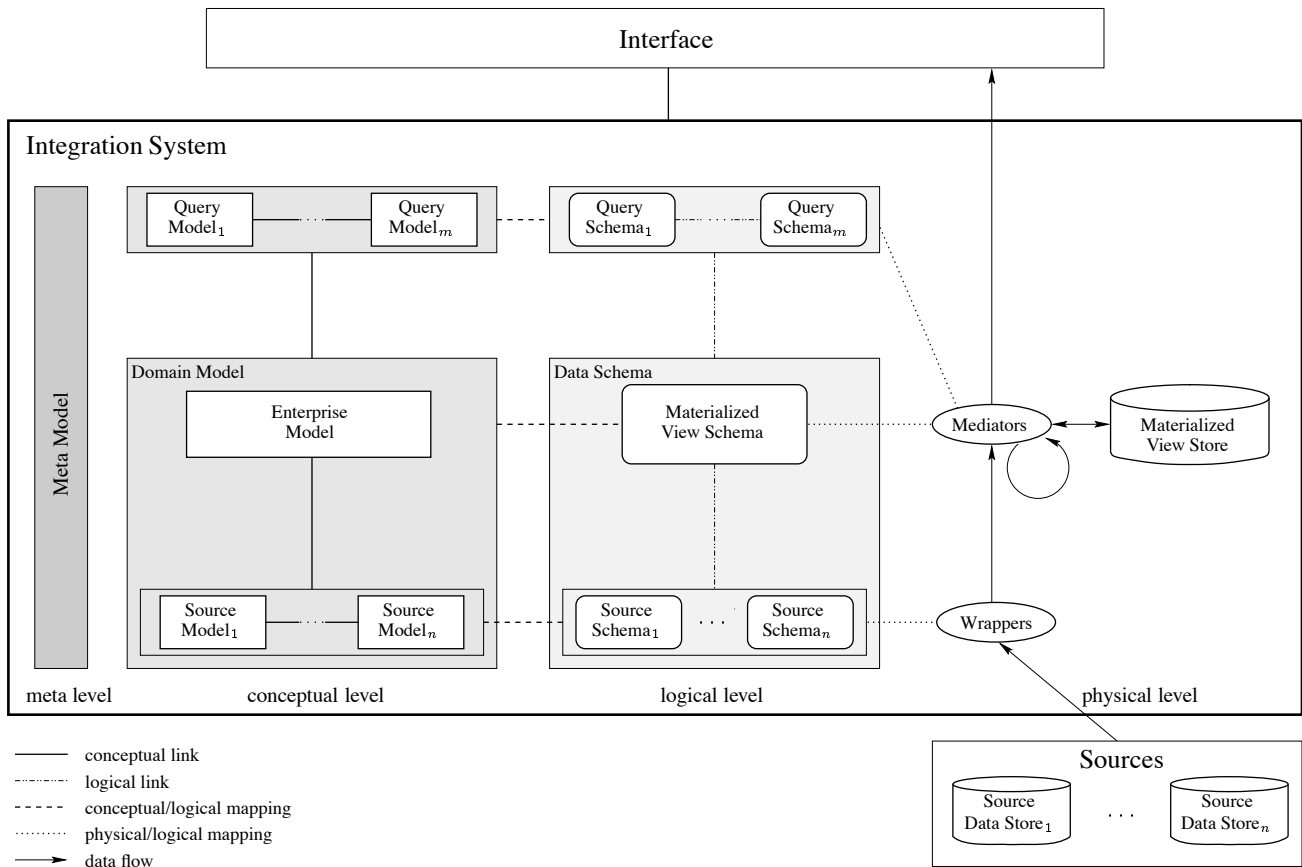 Interface
Integration System
Meta Model
Query
Model₁
· · ·
Query
Modelₘ
Query
Schema₁
· · ·
Query
Schemaₘ
Domain Model
Enterprise
Model
Data Schema
Materialized
View Schema
Mediators
Materialized
View Store
Source
Model₁
· · ·
Source
Modelₙ
Source
Schema₁
· · ·
Source
Schemaₙ
Wrappers
meta level
conceptual level
logical level
physical level
conceptual link
logical link
conceptual/logical mapping
physical/logical mapping
data flow
Sources
Source
Data Store₁
· · ·
Source
Data Storeₙ